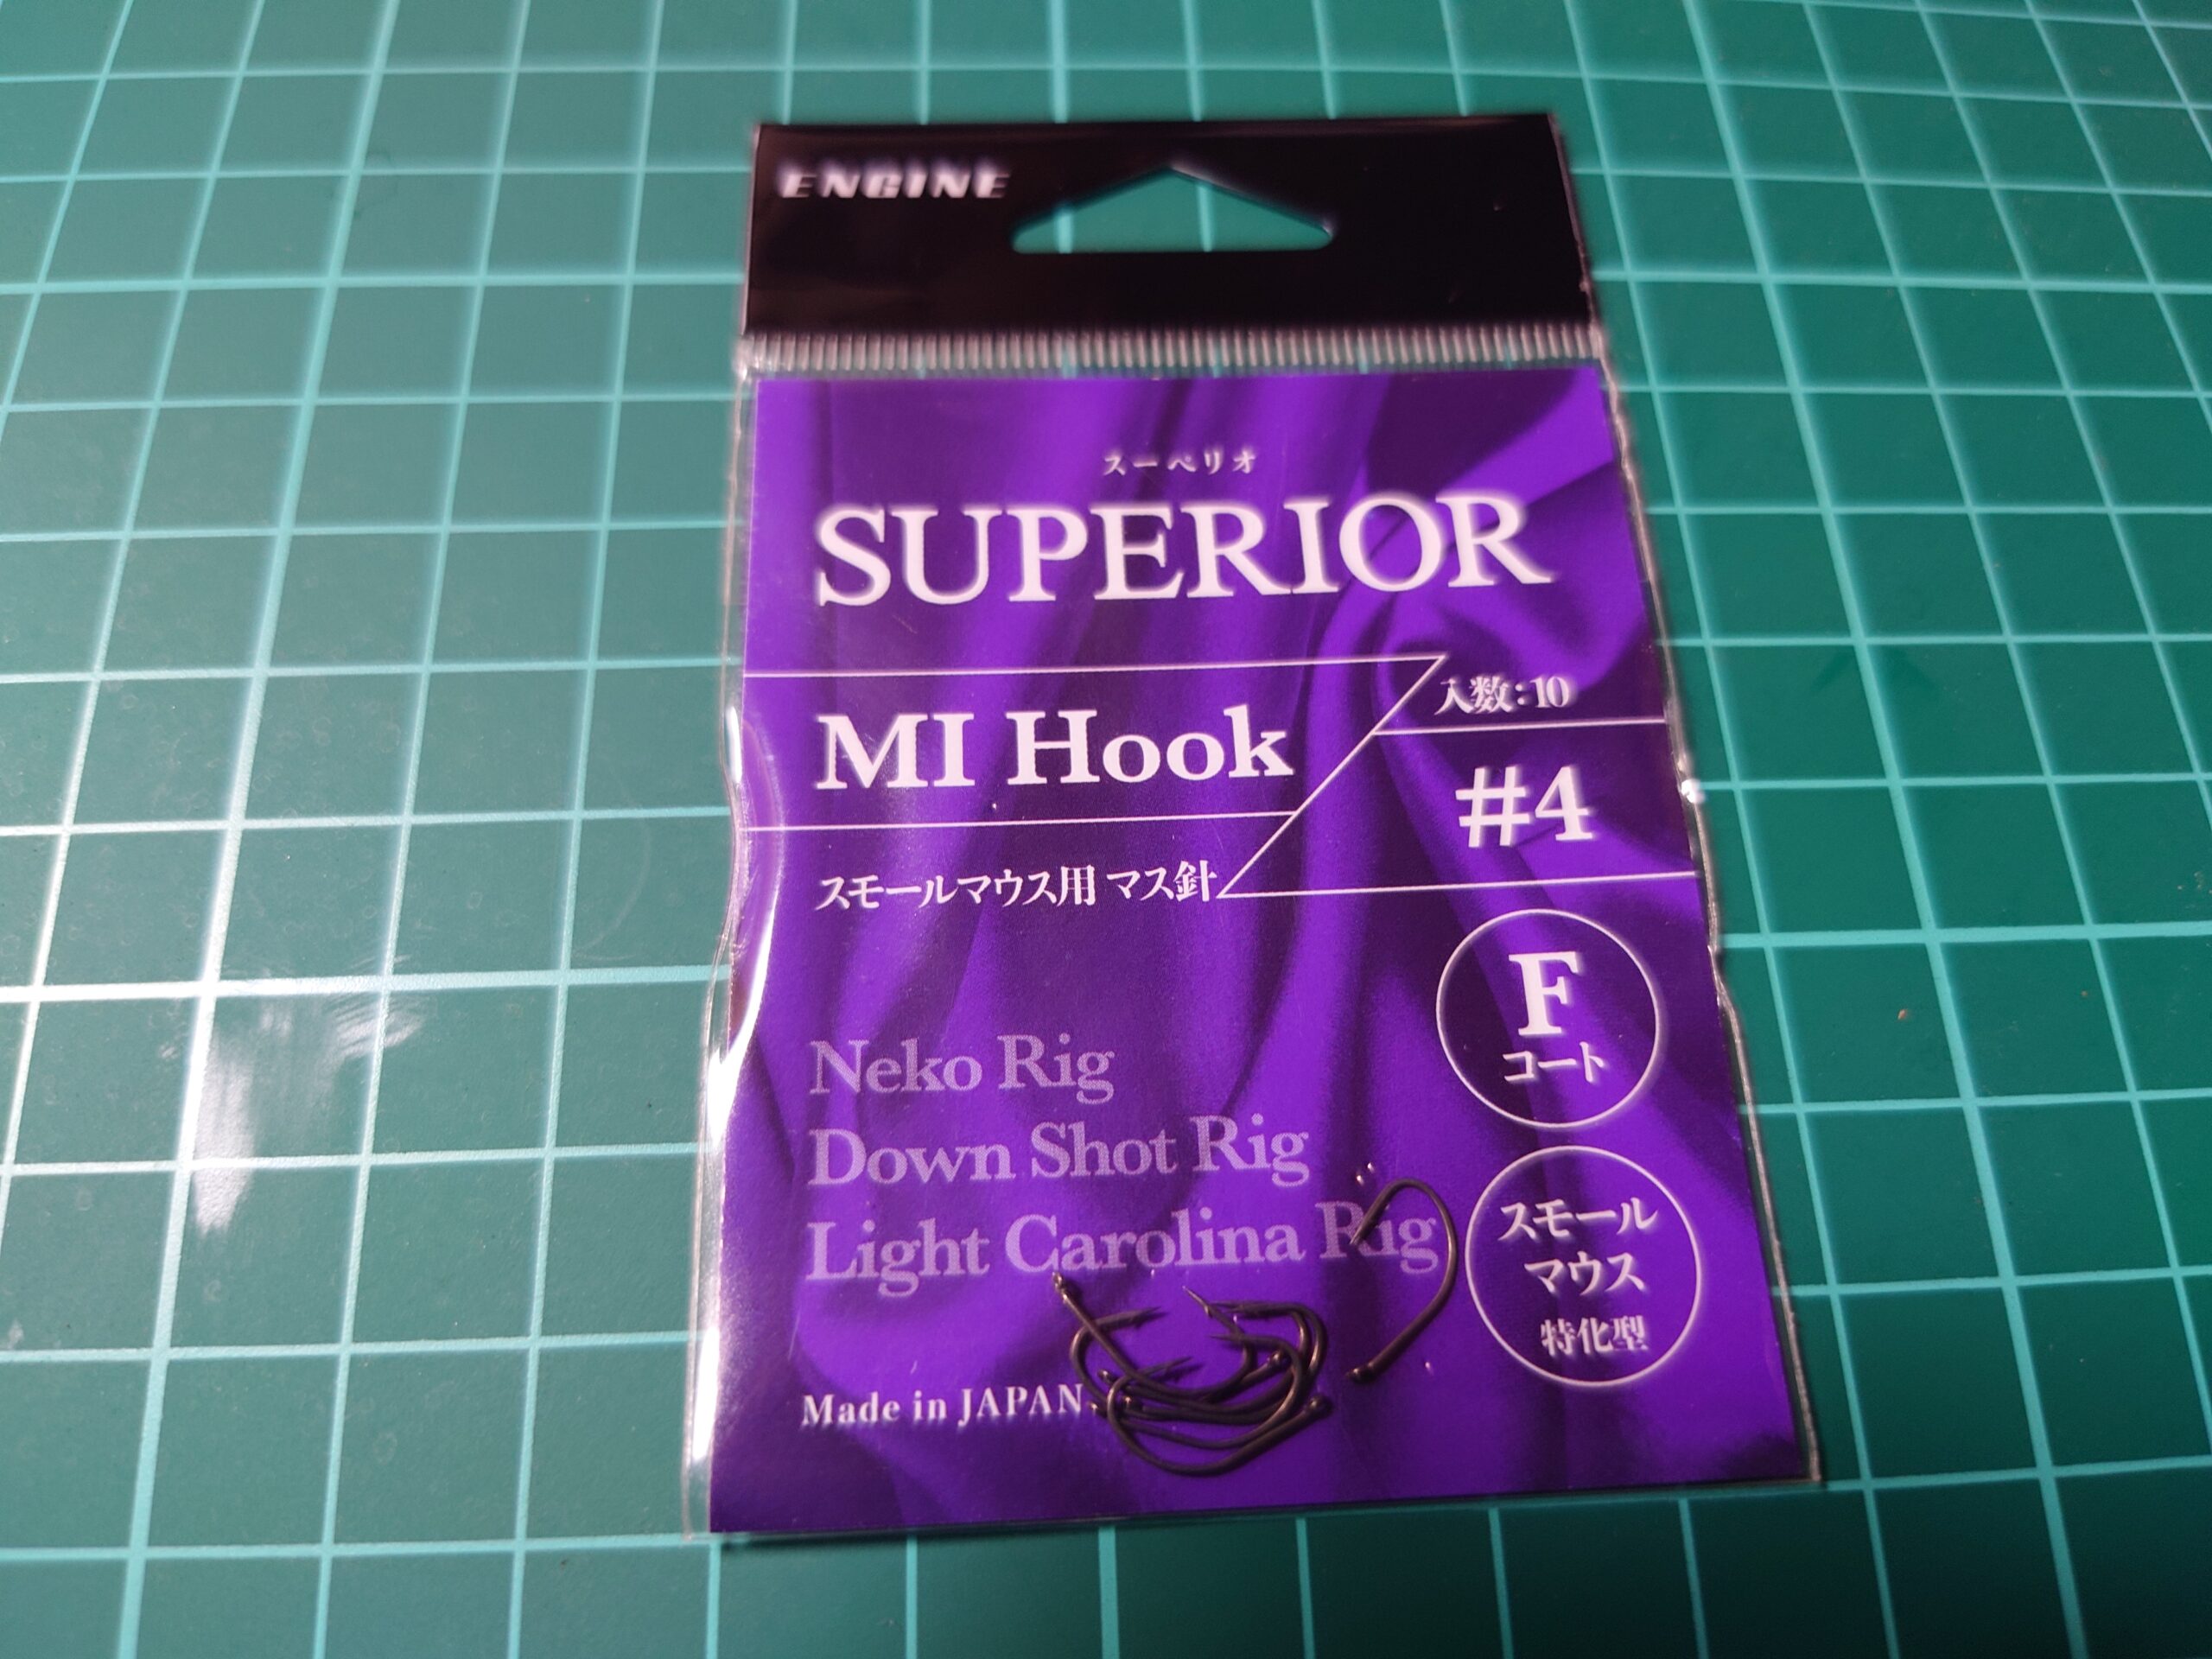 ENGINE
スーペリオ
SUPERIOR
MI Hook
入数：10
#4
スモールマウス用 マス針
F
コート
Neko Rig
Down Shot Rig
Light Carolina Rig
スモール
マウス
特化型
Made in JAPAN